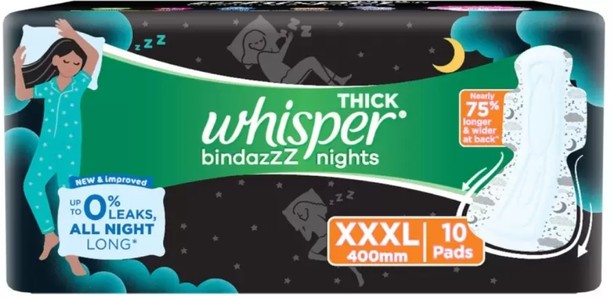 z z Z
THICK
whisper
bindazzZ nights
NEW & improved
UP TO 0% LEAKS,
ALL NIGHT
LONG*
Nearly
75%
longer
& wider
at back^
XXXL
400mm
10
Pads